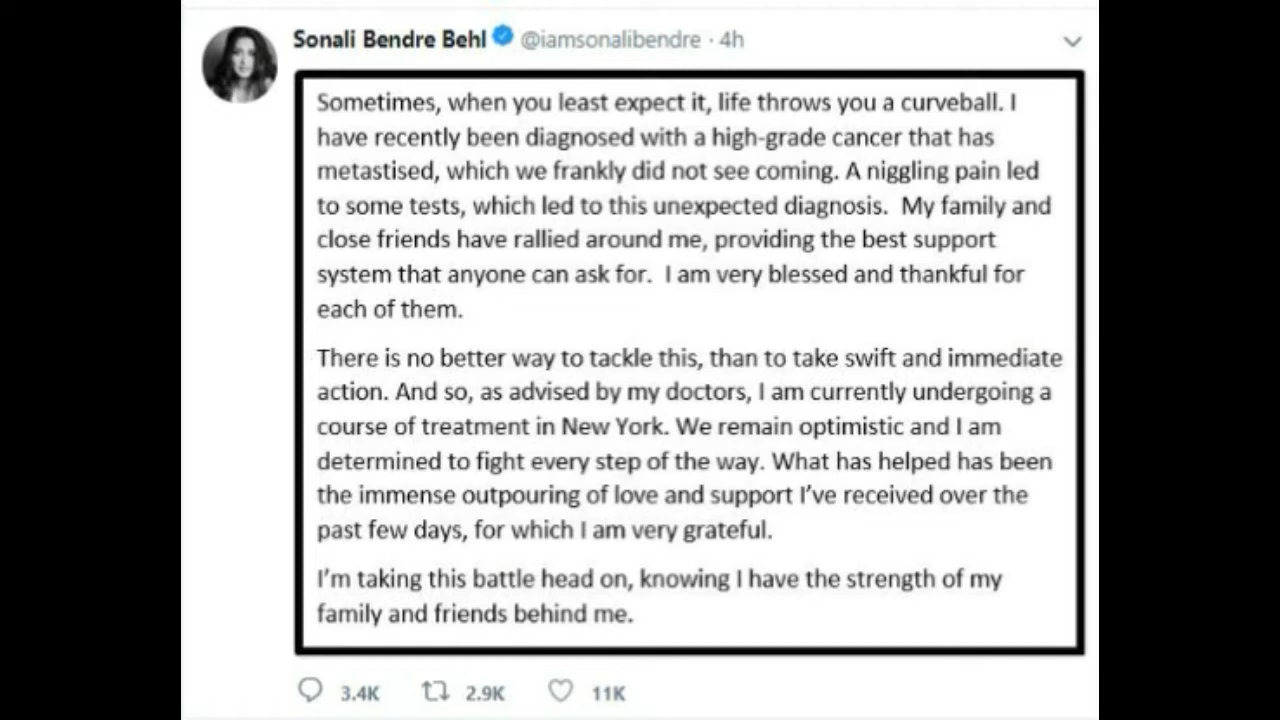 Sonali Bendre Behl @iamsonalibendre · 4h
Sometimes, when you least expect it, life throws you a curveball. I
have recently been diagnosed with a high-grade cancer that has
metastised, which we frankly did not see coming. A niggling pain led
to some tests, which led to this unexpected diagnosis.  My family and
close friends have rallied around me, providing the best support
system that anyone can ask for.  I am very blessed and thankful for
each of them.
There is no better way to tackle this, than to take swift and immediate
action. And so, as advised by my doctors, I am currently undergoing a
course of treatment in New York. We remain optimistic and I am
determined to fight every step of the way. What has helped has been
the immense outpouring of love and support I’ve received over the
past few days, for which I am very grateful.
I’m taking this battle head on, knowing I have the strength of my
family and friends behind me.
3.4K 2.9K 11K